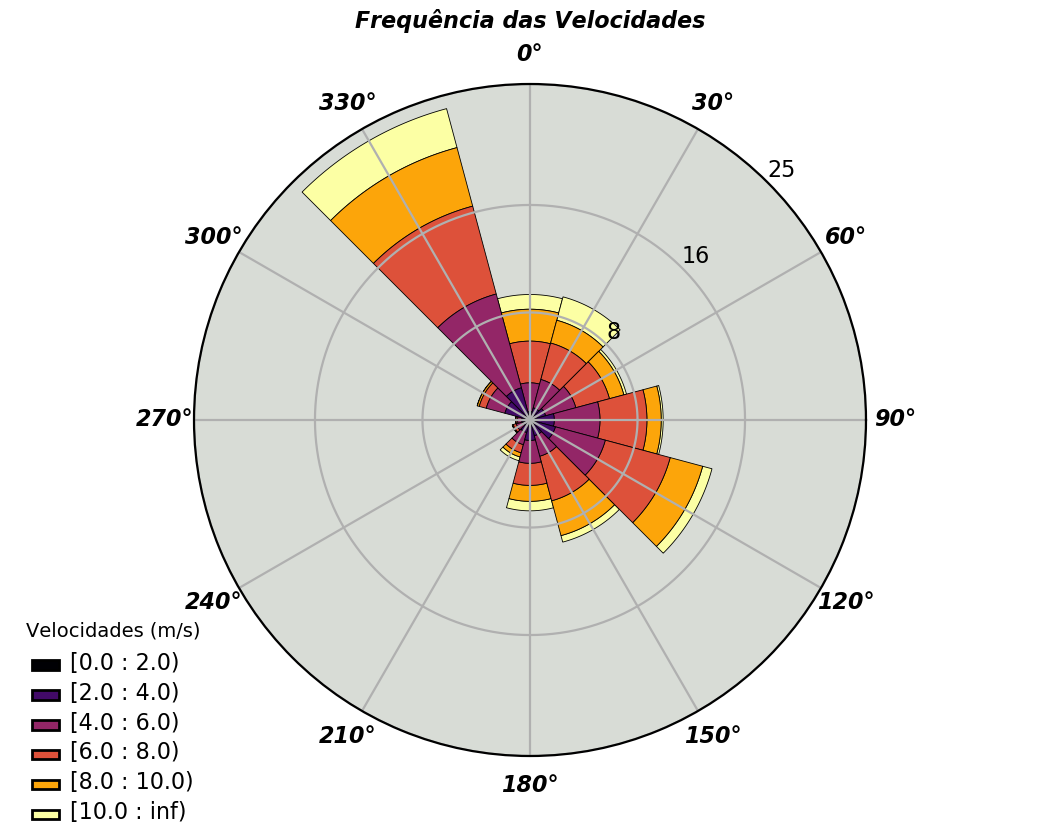 Frequência das Velocidades
0°
330°
30°
25
300°
60°
16
8
270°
90°
240°
120°
210°
150°
180°
Velocidades (m/s)
[0.0 : 2.0)
[2.0 : 4.0)
[4.0 : 6.0)
[6.0 : 8.0)
[8.0 : 10.0)
[10.0 : inf)